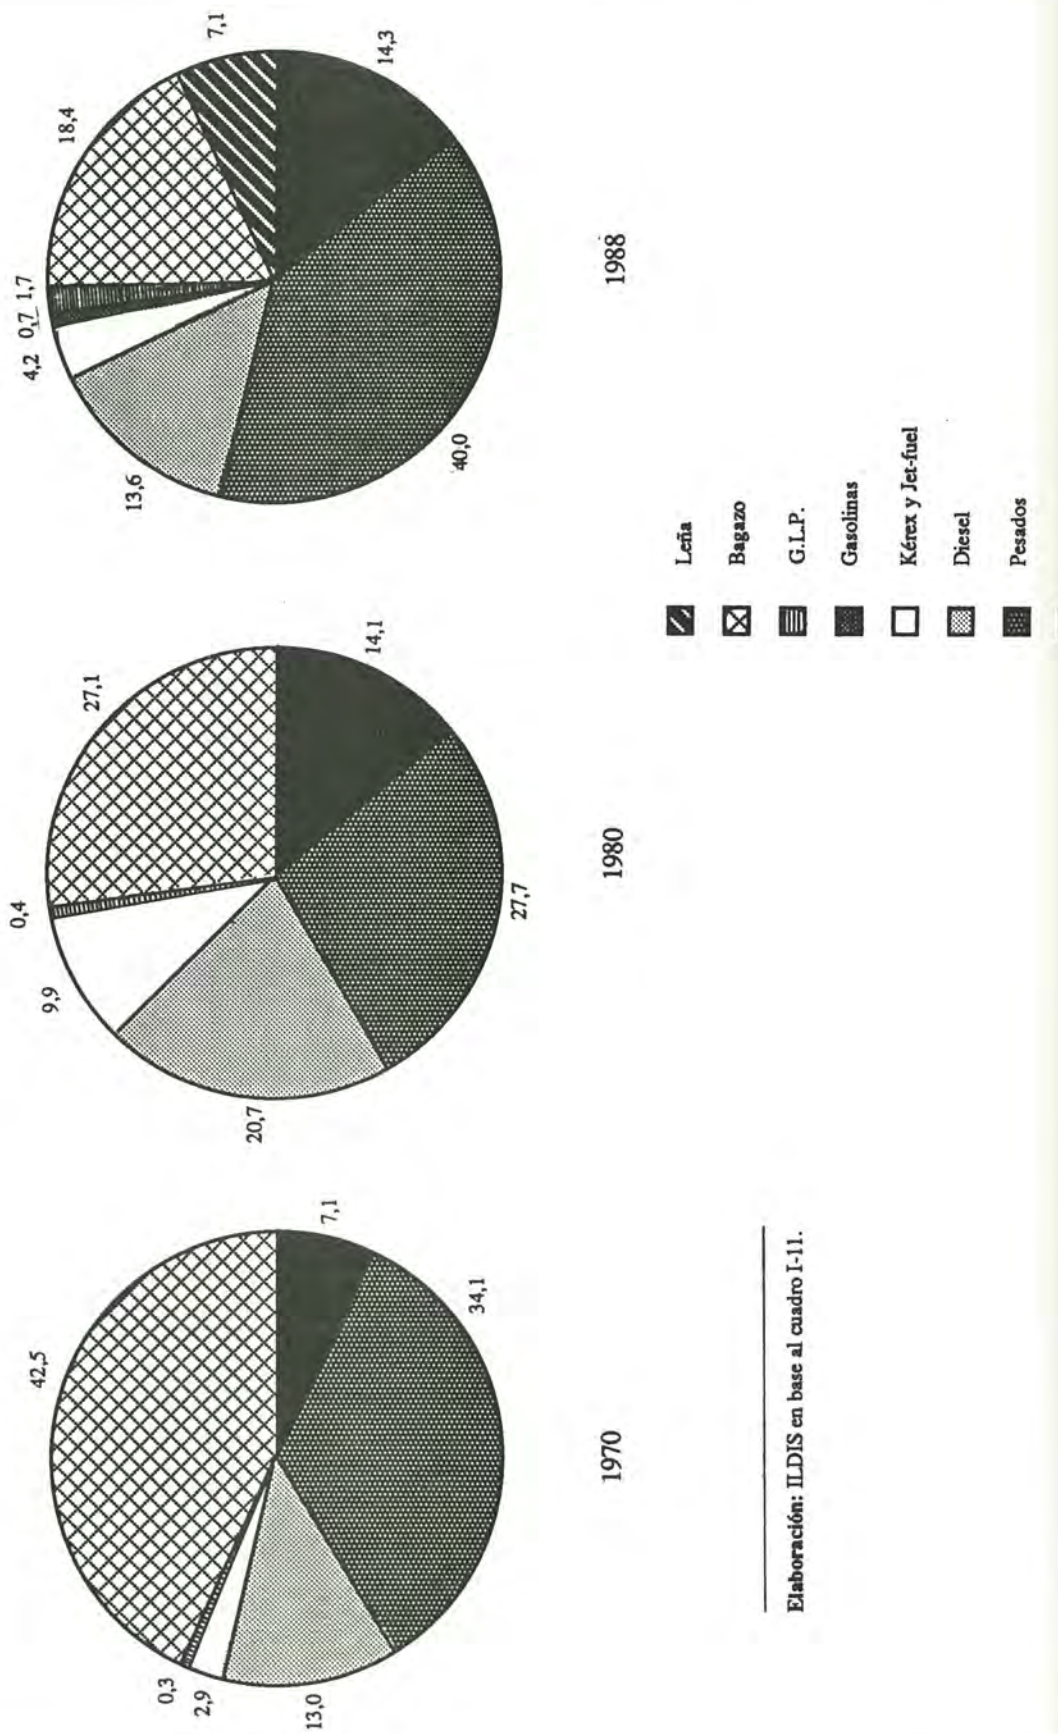 42,5
0,3
2,9
13,0
34,1
7,1
1970
0,4
9,9
20,7
27,7
14,1
27,1
1980
4,2 0,7 1,7
13,6
40,0
14,3
7,1
18,4
1988
Leña
Bagazo
G.L.P.
Gasolinas
Kérex y Jet-fuel
Diesel
Pesados
Elaboración: ILDIS en base al cuadro I-11.